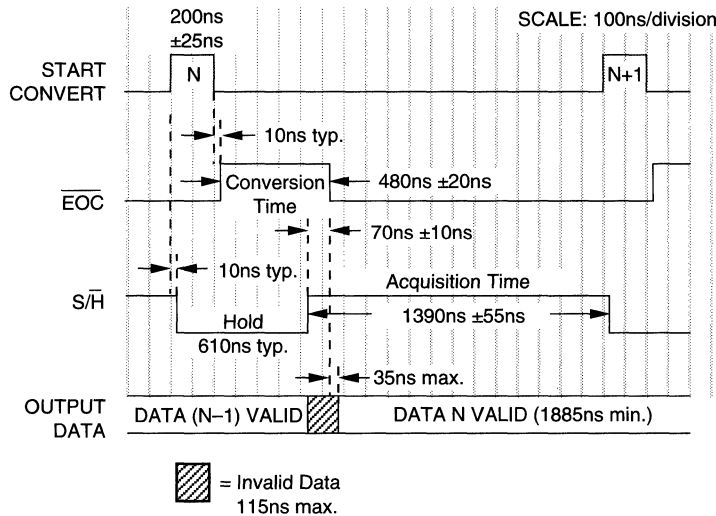 200ns
±25ns
SCALE: 100ns/division
START
CONVERT
N
N+1
10ns typ.
EOC
Conversion
Time
480ns ±20ns
70ns ±10ns
10ns typ.
S/H
Acquisition Time
Hold
610ns typ.
1390ns ±55ns
35ns max.
OUTPUT
DATA
DATA (N–1) VALID
DATA N VALID (1885ns min.)
= Invalid Data
115ns max.